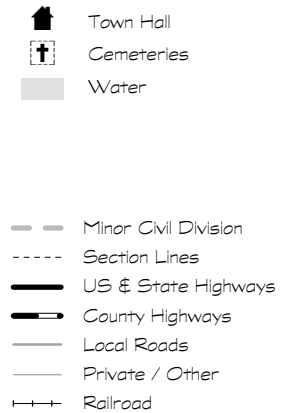 Town Hall
Cemeteries
Water
Minor Civil Division
Section Lines
US & State Highways
County Highways
Local Roads
Private / Other
Railroad